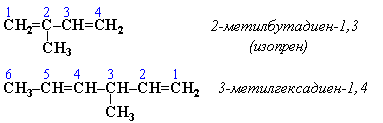 1 2 3 4
CH₂=C–CH=CH₂ 2-метилбутадиен-1,3
CH₃ (изопрен)
6 5 4 3 2 1
CH₃–CH=CH–CH–CH=CH₂ 3-метилгексадиен-1,4
CH₃